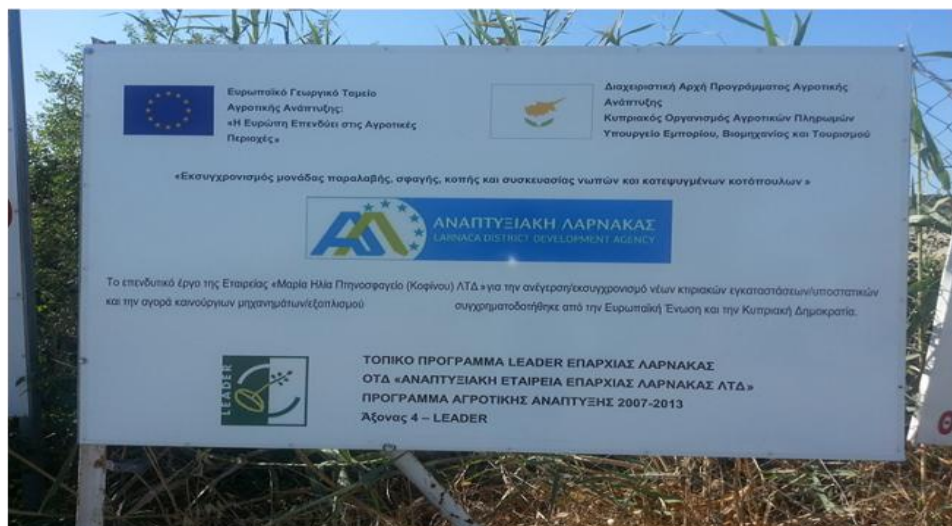 Ευρωπαϊκό Γεωργικό Ταμείο
Αγροτικής Ανάπτυξης:
«Η Ευρώπη Επενδύει στις Αγροτικές
Περιοχές»
Διαχειριστική Αρχή Προγράμματος Αγροτικής
Ανάπτυξης
Κυπριακός Οργανισμός Αγροτικών Πληρωμών
Υπουργείο Εμπορίου, Βιομηχανίας και Τουρισμού
«Εκσυγχρονισμός μονάδας παραλαβής, σφαγής, κοπής και συσκευασίας νωπών και κατεψυγμένων κοτόπουλων »
ΑΝΑΠΤΥΞΙΑΚΗ ΛΑΡΝΑΚΑΣ
LARNACA DISTRICT DEVELOPMENT AGENCY
Το επενδυτικό έργο της Εταιρείας «Μαρία Ηλία Πτηνοσφαγείο (Κοφίνου) ΛΤΔ »για την ανέγερση/εκσυγχρονισμό νέων κτιριακών εγκαταστάσεων/υποστατικών
και την αγορά καινούργιων μηχανημάτων/εξοπλισμού συγχρηματοδοτήθηκε από την Ευρωπαϊκή Ένωση και την Κυπριακή Δημοκρατία.
LEADER
ΤΟΠΙΚΟ ΠΡΟΓΡΑΜΜΑ LEADER ΕΠΑΡΧΙΑΣ ΛΑΡΝΑΚΑΣ
ΟΤΔ «ΑΝΑΠΤΥΞΙΑΚΗ ΕΤΑΙΡΕΙΑ ΕΠΑΡΧΙΑΣ ΛΑΡΝΑΚΑΣ ΛΤΔ»
ΠΡΟΓΡΑΜΜΑ ΑΓΡΟΤΙΚΗΣ ΑΝΑΠΤΥΞΗΣ 2007-2013
Άξονας 4 – LEADER